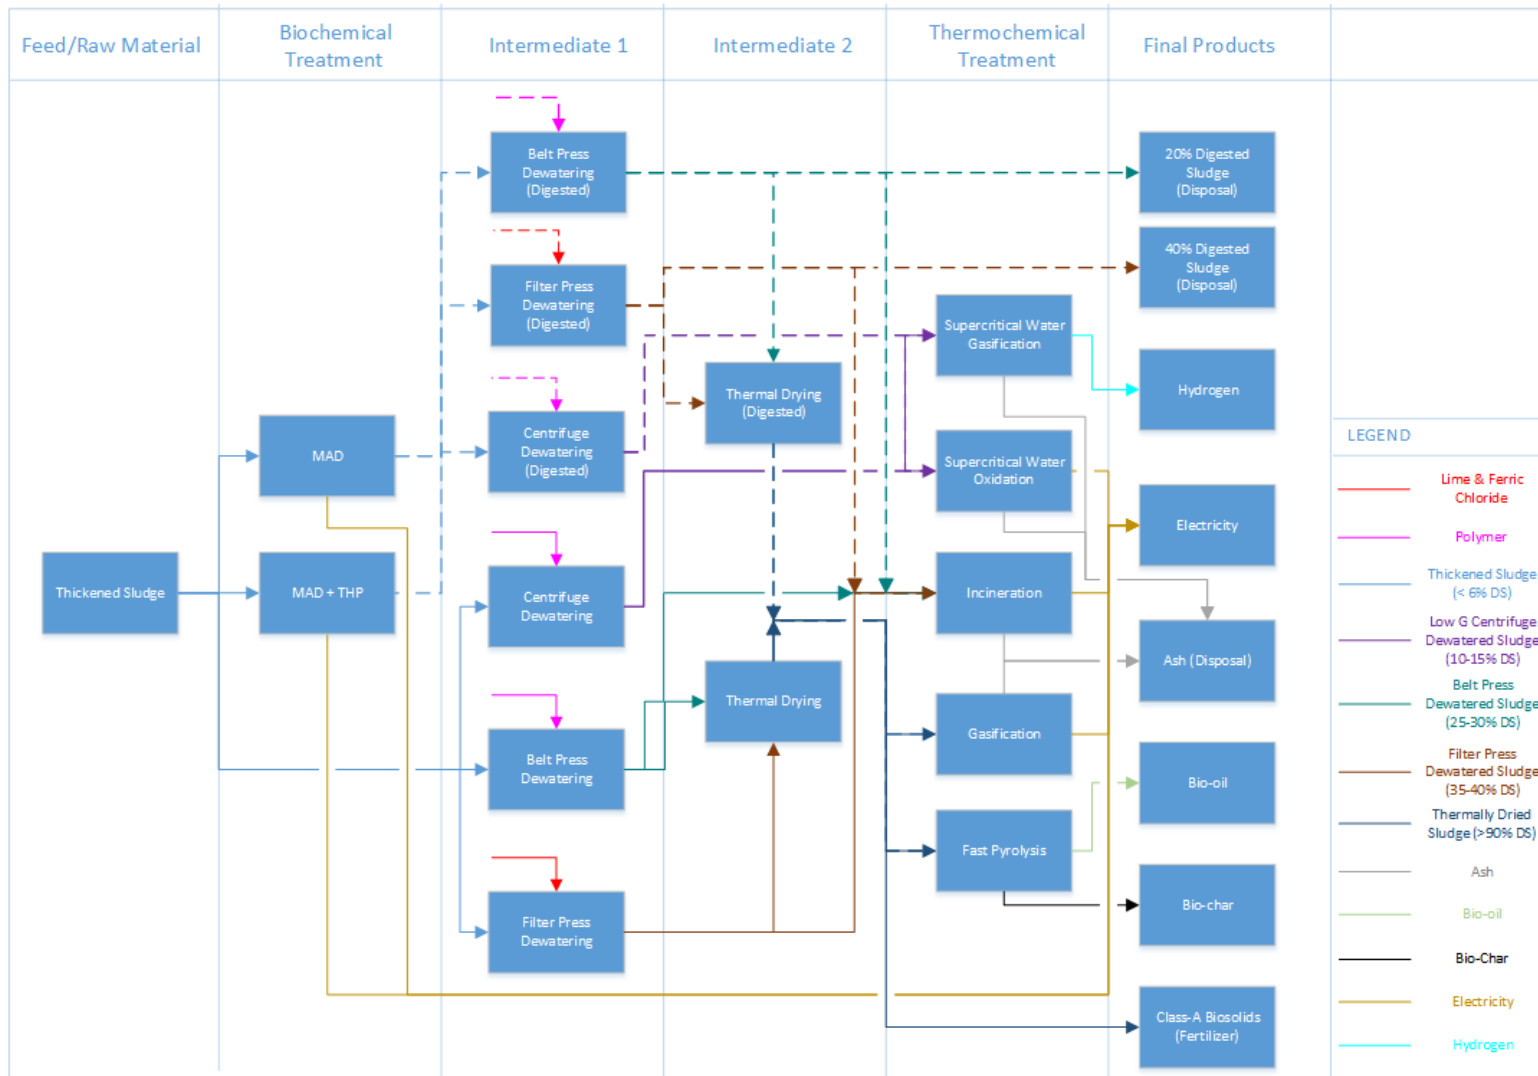 Feed/Raw Material
Biochemical
Treatment
Intermediate 1
Intermediate 2
Thermochemical
Treatment
Final Products
Thickened Sludge
MAD
MAD + THP
Belt Press
Dewatering
(Digested)
Filter Press
Dewatering
(Digested)
Centrifuge
Dewatering
(Digested)
Centrifuge
Dewatering
Belt Press
Dewatering
Filter Press
Dewatering
Thermal Drying
(Digested)
Thermal Drying
Supercritical Water
Gasification
Supercritical Water
Oxidation
Incineration
Gasification
Fast Pyrolysis
20% Digested
Sludge
(Disposal)
40% Digested
Sludge
(Disposal)
Hydrogen
Electricity
Ash (Disposal)
Bio-oil
Bio-char
Class-A Biosolids
(Fertilizer)
LEGEND
Lime & Ferric
Chloride
Polymer
Thickened Sludge
(< 6% DS)
Low G Centrifuge
Dewatered Sludge
(10-15% DS)
Belt Press
Dewatered Sludge
(25-30% DS)
Filter Press
Dewatered Sludge
(35-40% DS)
Thermally Dried
Sludge (>90% DS)
Ash
Bio-oil
Bio-Char
Electricity
Hydrogen